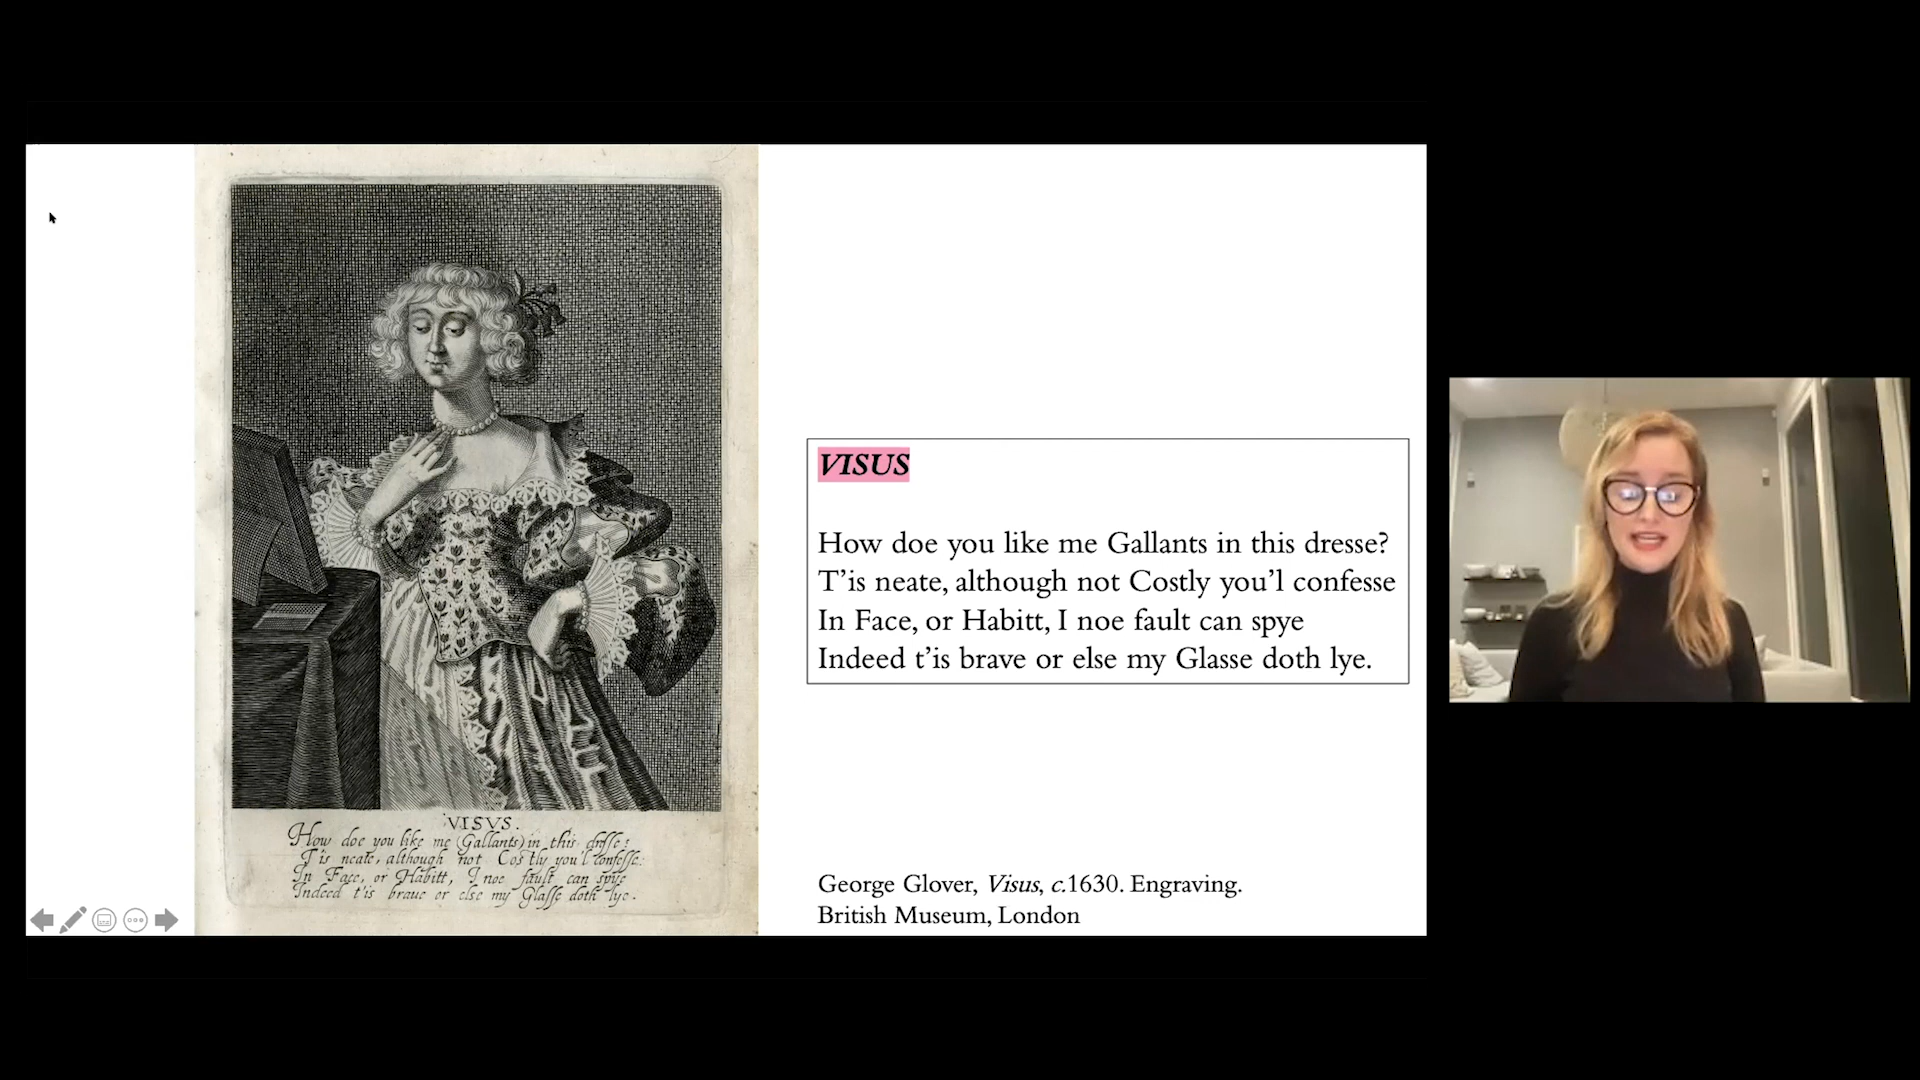 VISVS.
How doe you like me (Gallants) in this dresse?
T'is neate, although not Costly you'l confesse:
In Face, or Habitt, I noe fault can spye
Indeed t'is braue or else my Glasse doth lye.
VISUS
How doe you like me Gallants in this dresse?
T'is neate, although not Costly you'l confesse
In Face, or Habitt, I noe fault can spye
Indeed t'is brave or else my Glasse doth lye.
George Glover, Visus, c.1630. Engraving.
British Museum, London